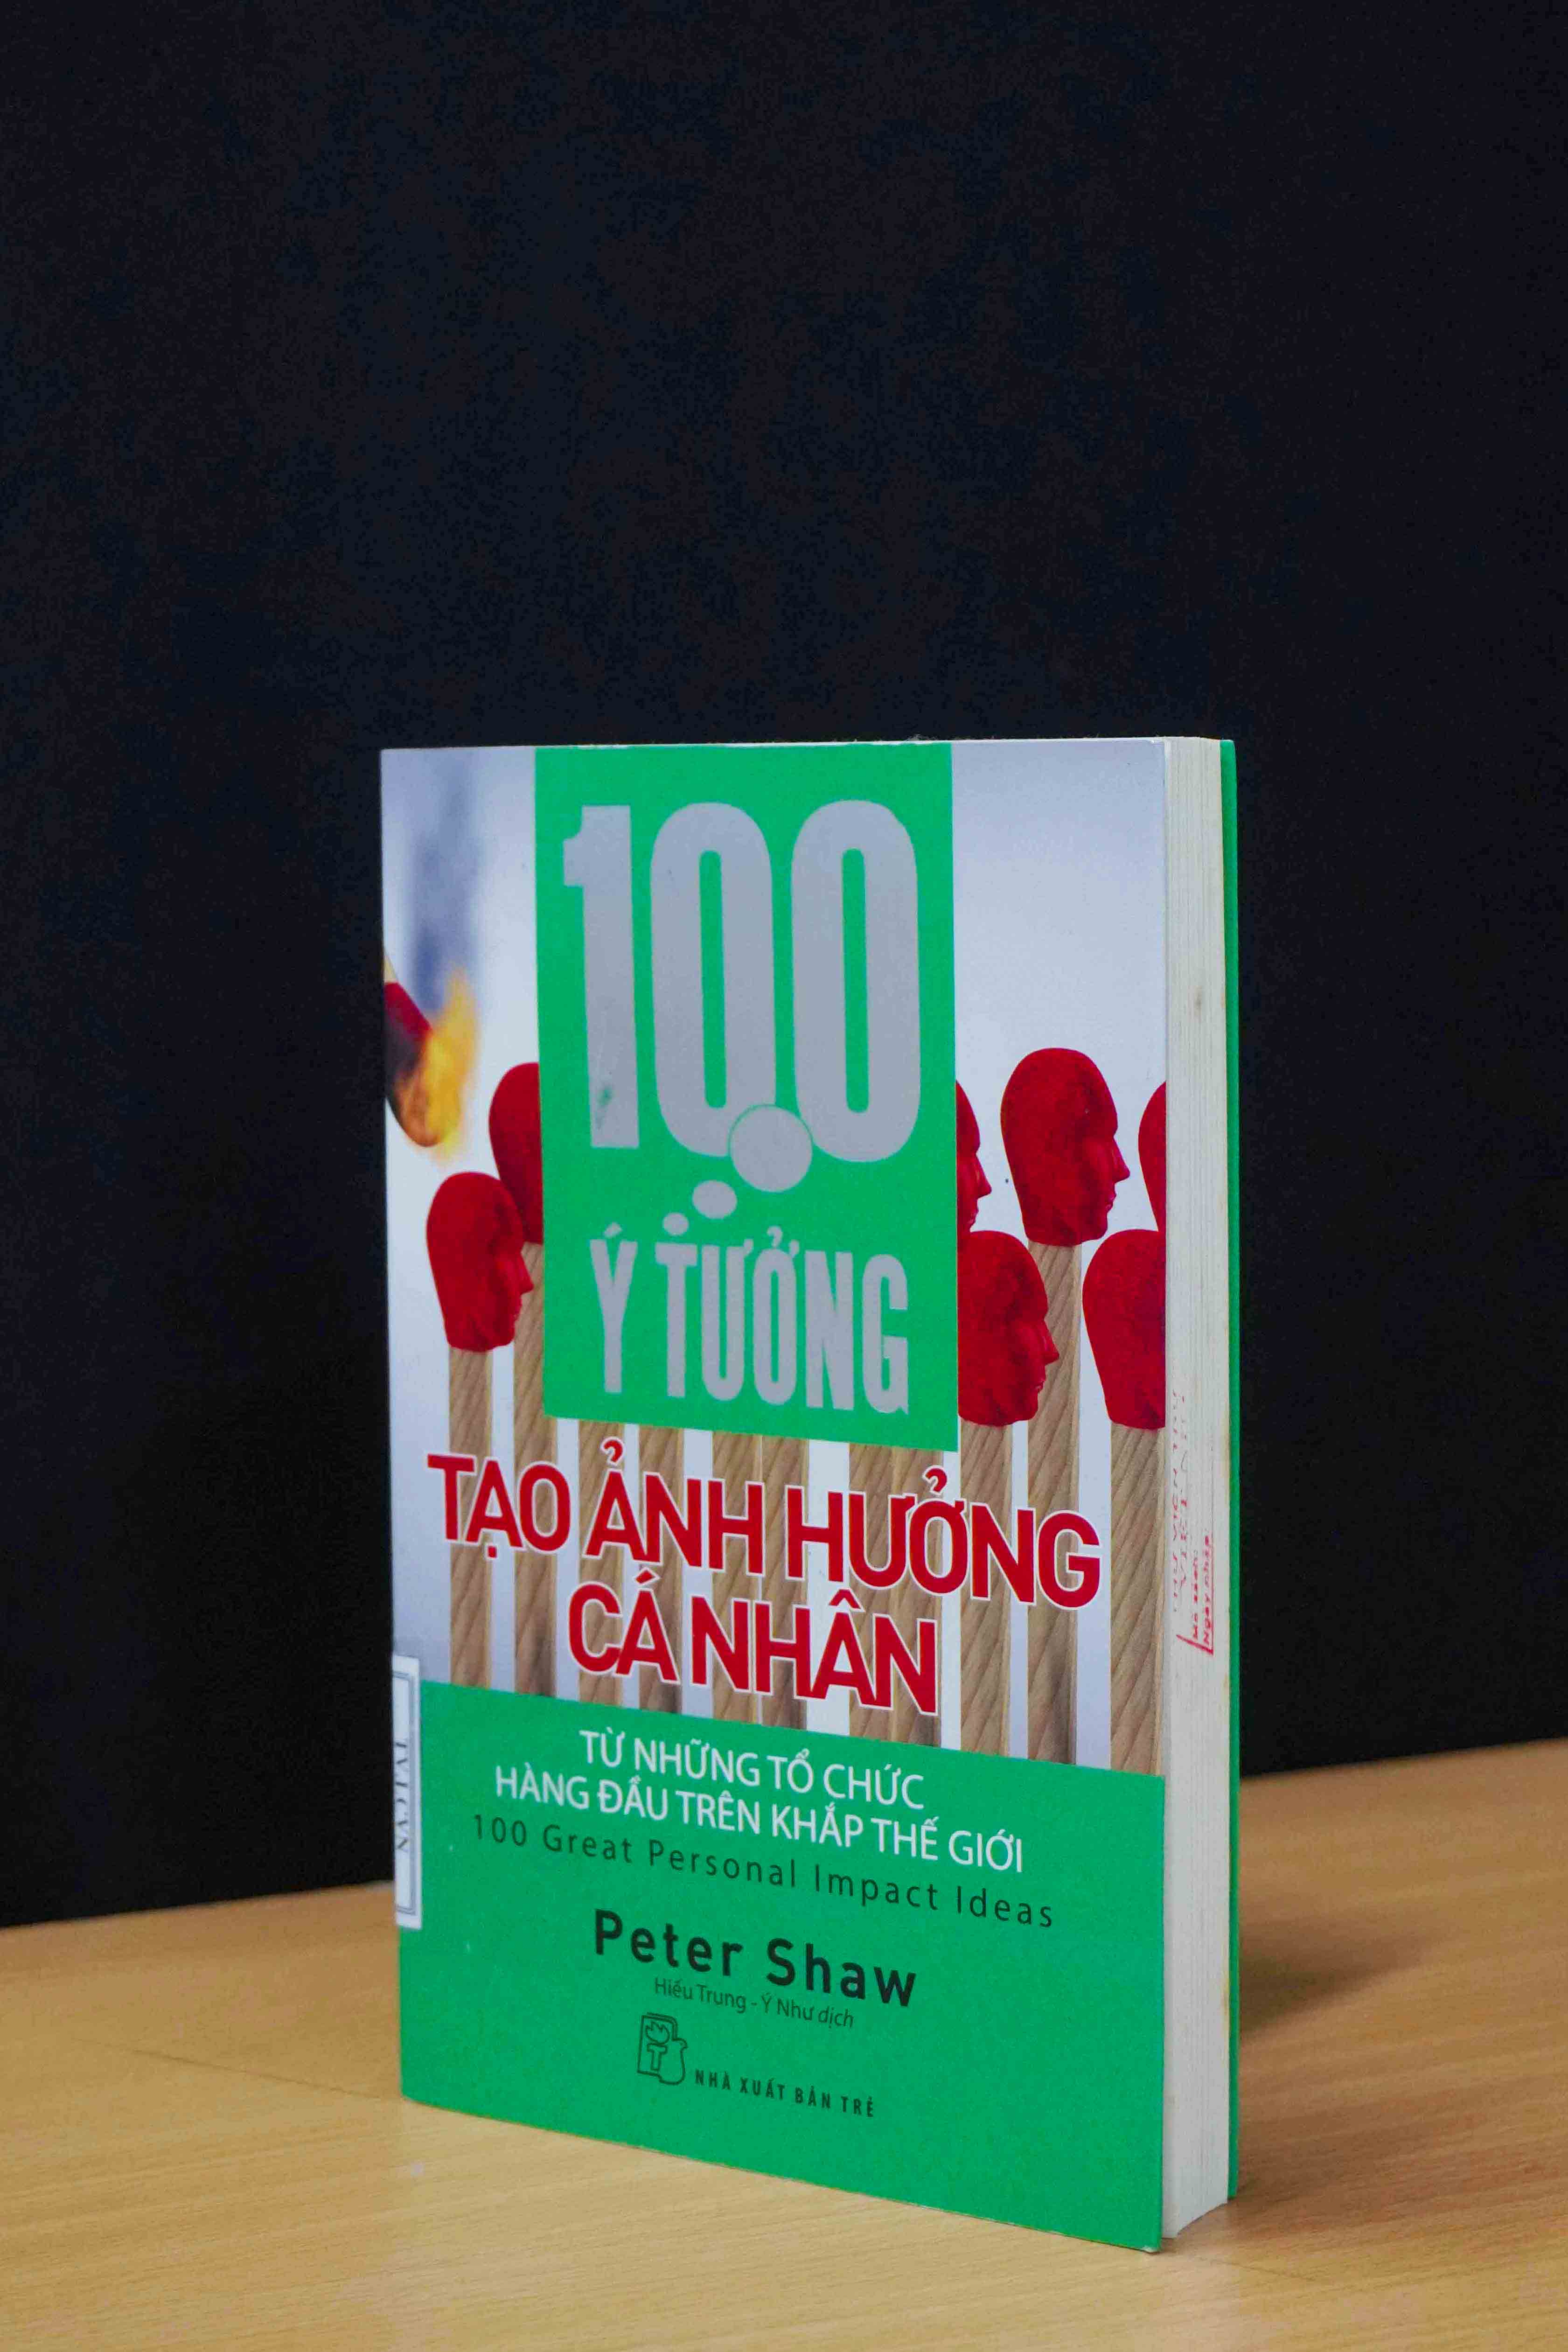 100
Ý TƯỞNG
TẠO ẢNH HƯỞNG
CÁ NHÂN
TỪ NHỮNG TỔ CHỨC
HÀNG ĐẦU TRÊN KHẮP THẾ GIỚI
100 Great Personal Impact Ideas
Peter Shaw
Hiếu Trung - Ý Như dịch
NHÀ XUẤT BẢN TRẺ